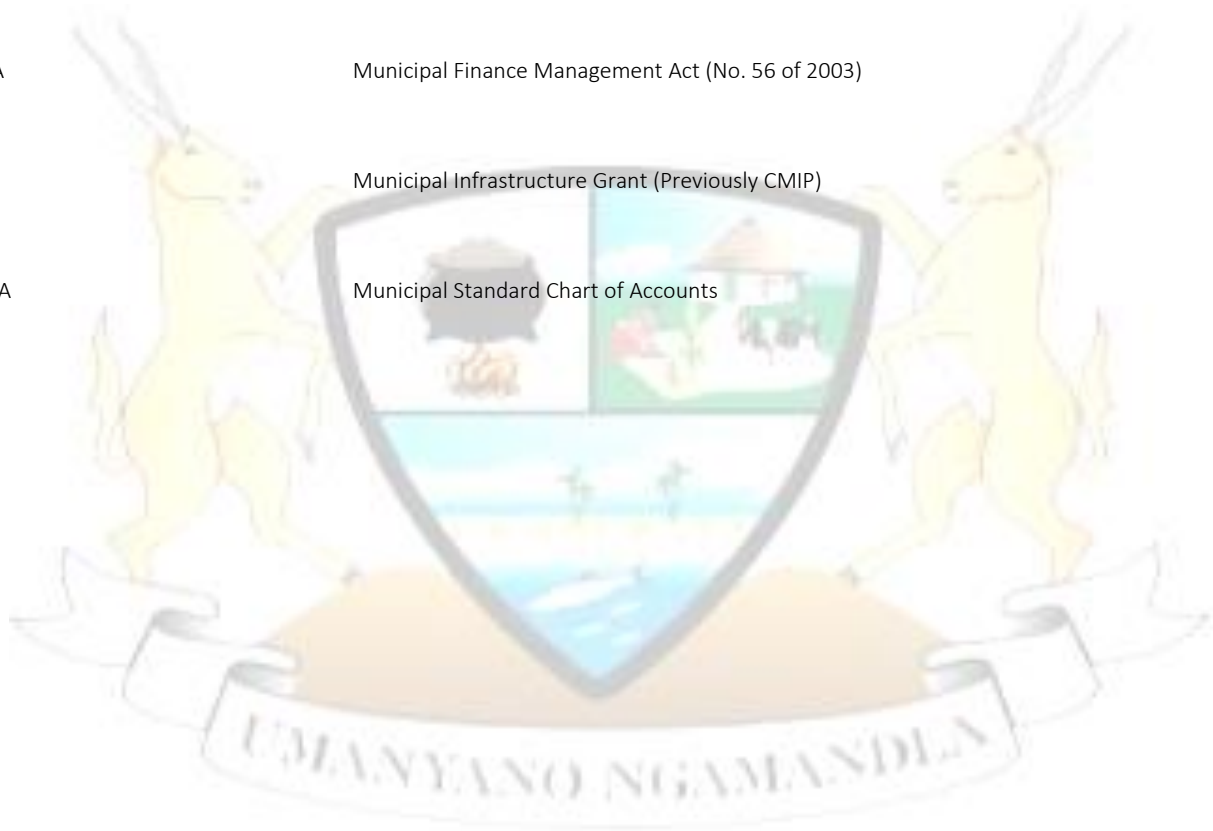 A Municipal Finance Management Act (No. 56 of 2003)
Municipal Infrastructure Grant (Previously CMIP)
A Municipal Standard Chart of Accounts
UMANYANO NGAMANDLA